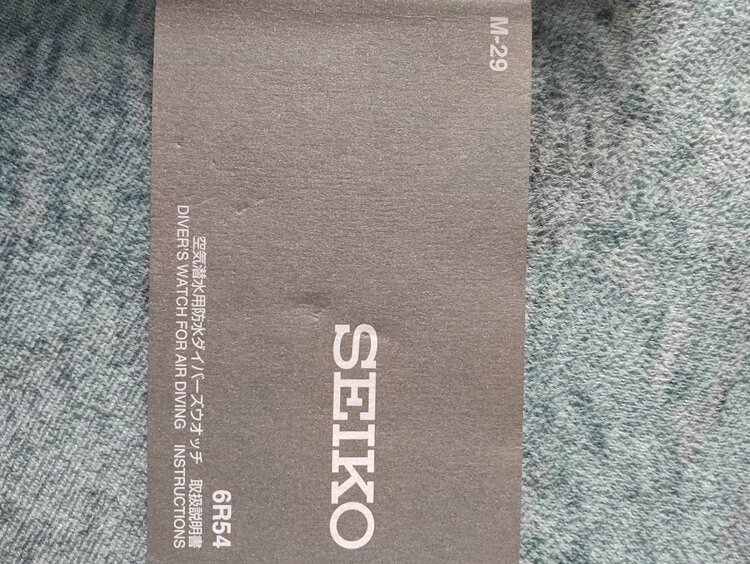 M-29
SEIKO
6R54
空気潜水用防水ダイバーズウオッチ 取扱説明書
DIVER'S WATCH FOR AIR DIVING INSTRUCTIONS